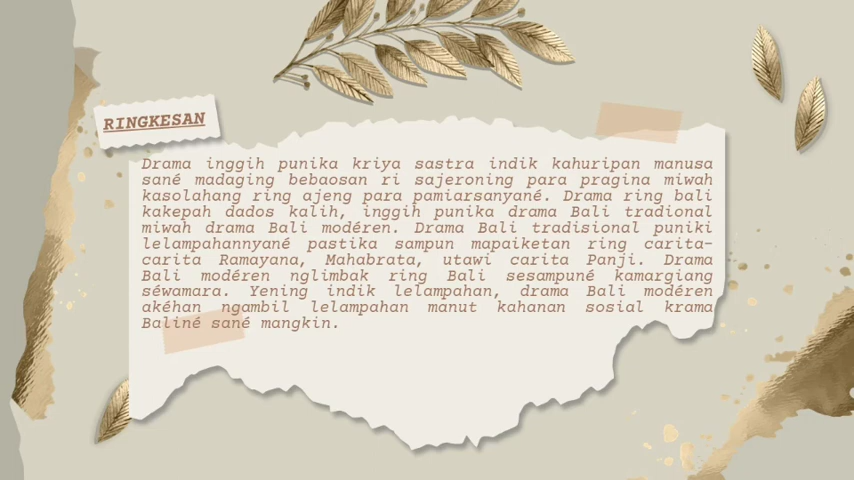 RINGKESAN
Drama inggih punika kriya sastra indik kahuripan manusa
sané madaging bebaosan ri sajeroning para pragina miwah
kasolahang ring ajeng para pamiarsanyané. Drama ring bali
kakepah dados kalih, inggih punika drama Bali tradional
miwah drama Bali modéren. Drama Bali tradisional puniki
lelampahannyané pastika sampun mapaiketan ring carita-
carita Ramayana, Mahabrata, utawi carita Panji. Drama
Bali modéren nglimbak ring Bali sesampuné kamargiang
séwamara. Yening indik lelampahan, drama Bali modéren
akéhan ngambil lelampahan manut kahanan sosial krama
Baliné sané mangkin.